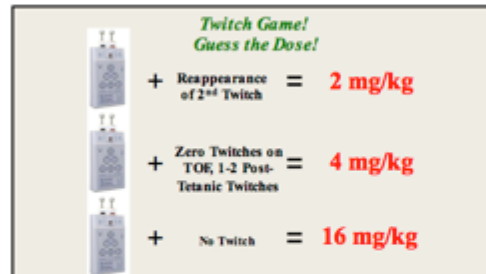 Twitch Game!
Guess the Dose!
+ Reappearance of 2nd Twitch = 2 mg/kg
+ Zero Twitches on TOF, 1-2 Post-Tetanic Twitches = 4 mg/kg
+ No Twitch = 16 mg/kg